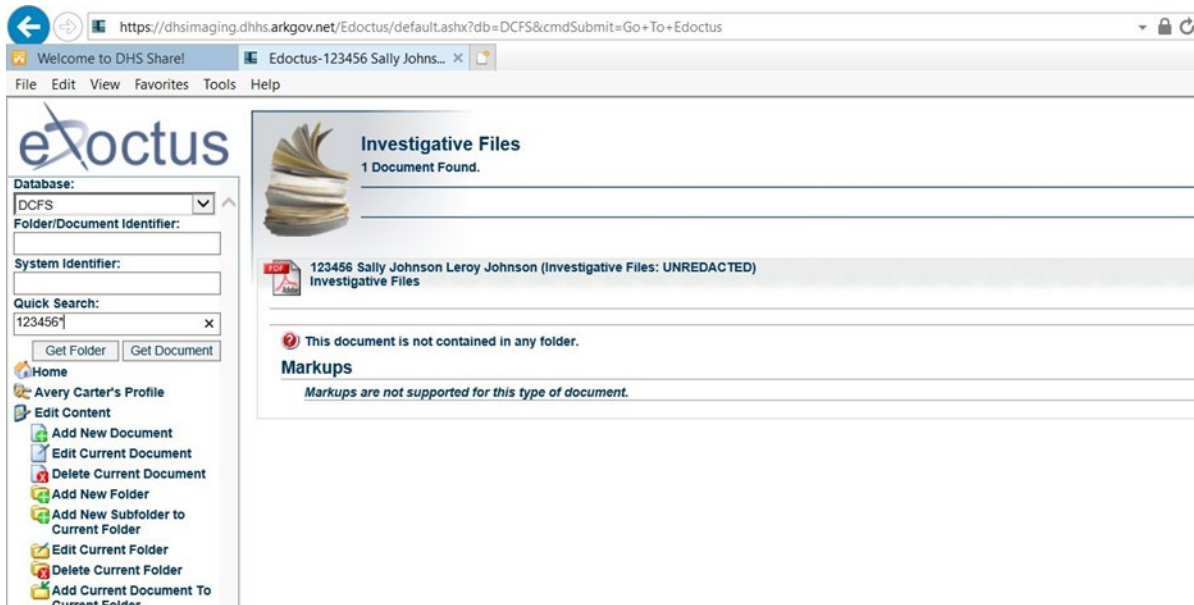 https://dhsimaging.dhhs.arkgov.net/Edoctus/default.ashx?db=DCFS&cmdSubmit=Go+To+Edoctus
Welcome to DHS Share!
Edoctus-123456 Sally Johns...
File Edit View Favorites Tools Help
eDoctus
Database:
DCFS
Folder/Document Identifier:
System Identifier:
Quick Search:
123456*
Get Folder Get Document
Home
Avery Carter's Profile
Edit Content
Add New Document
Edit Current Document
Delete Current Document
Add New Folder
Add New Subfolder to
Current Folder
Edit Current Folder
Delete Current Folder
Add Current Document To
Current Folder
Investigative Files
1 Document Found.
PDF
Adobe
123456 Sally Johnson Leroy Johnson (Investigative Files: UNREDACTED)
Investigative Files
This document is not contained in any folder.
Markups
Markups are not supported for this type of document.